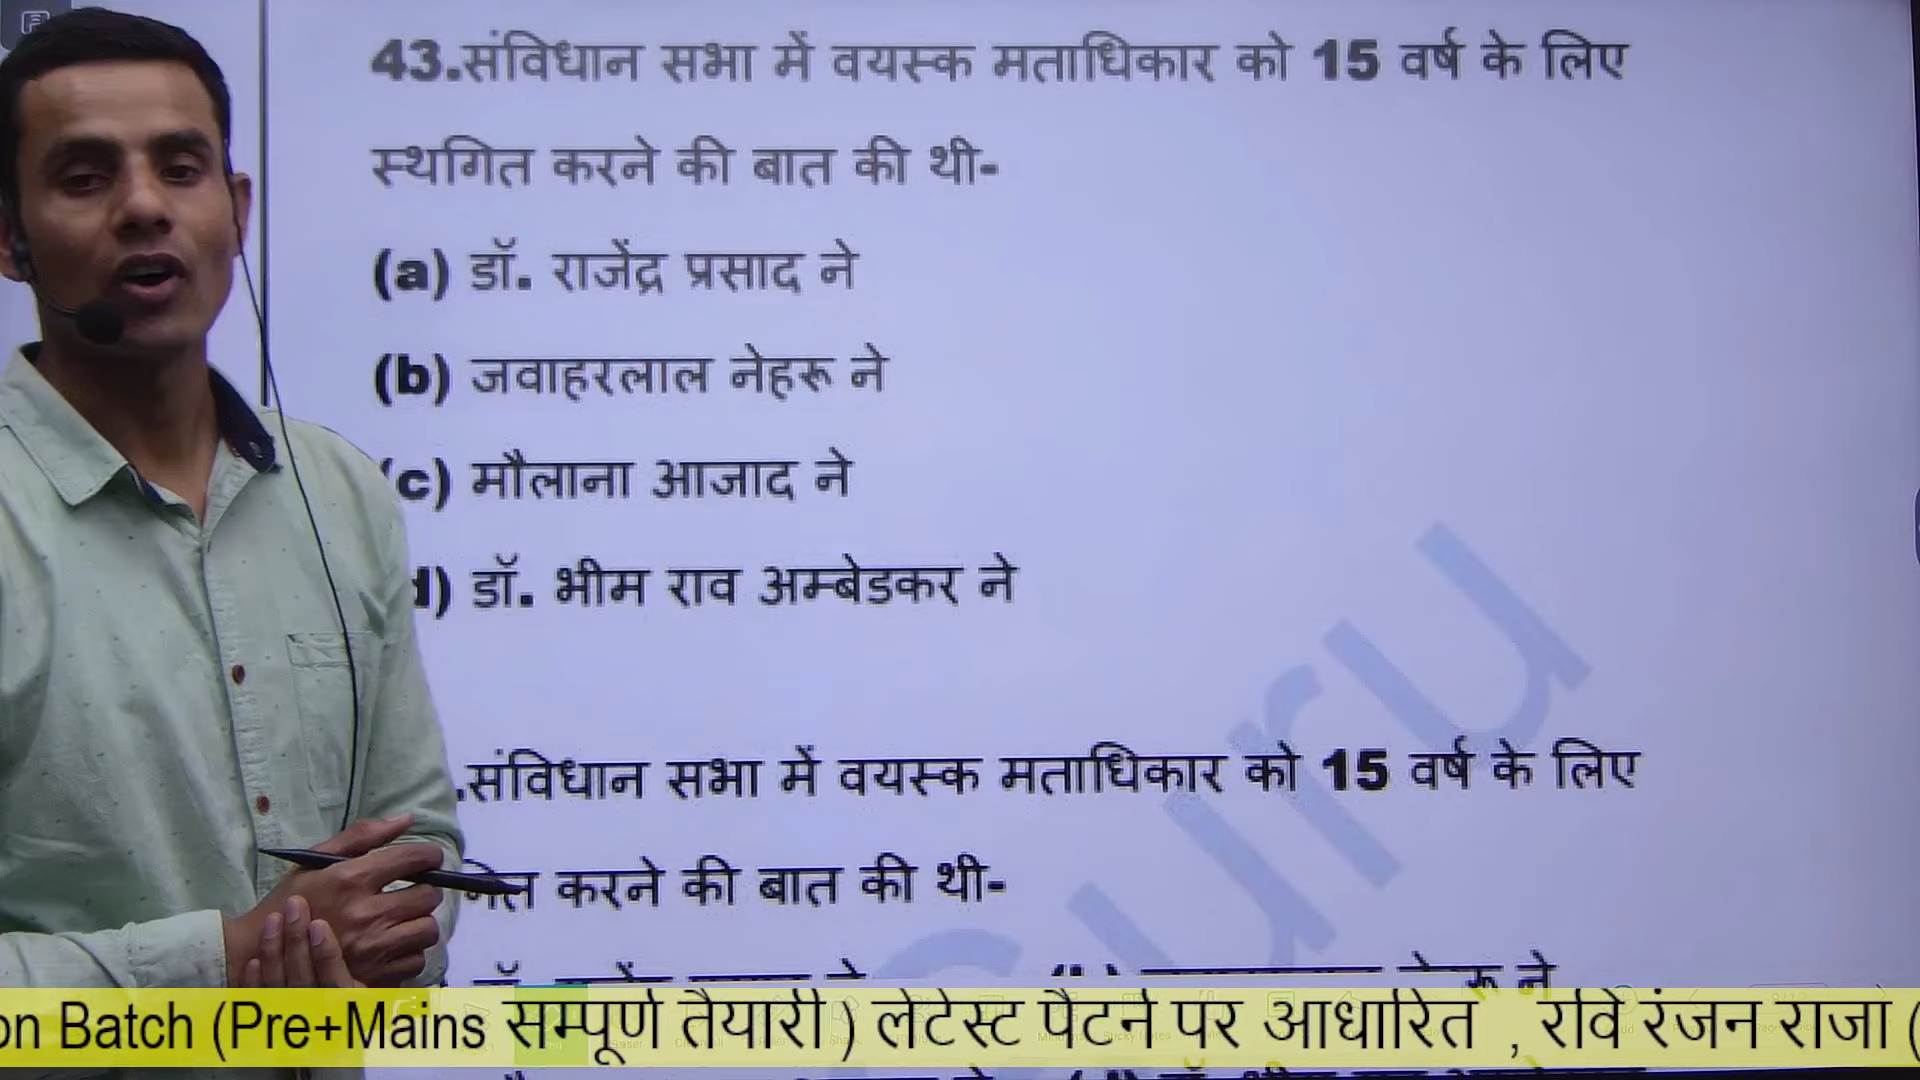 43.संविधान सभा में वयस्क मताधिकार को 15 वर्ष के लिए
स्थगित करने की बात की थी-
(a) डॉ. राजेंद्र प्रसाद ने
(b) जवाहरलाल नेहरू ने
c) मौलाना आजाद ने
d) डॉ. भीम राव अम्बेडकर ने
.संविधान सभा में वयस्क मताधिकार को 15 वर्ष के लिए
करने की बात की थी-
on Batch (Pre+Mains सम्पूर्ण तैयारी ) लेटेस्ट पैटर्न पर आधारित , रवि रंजन राजा (